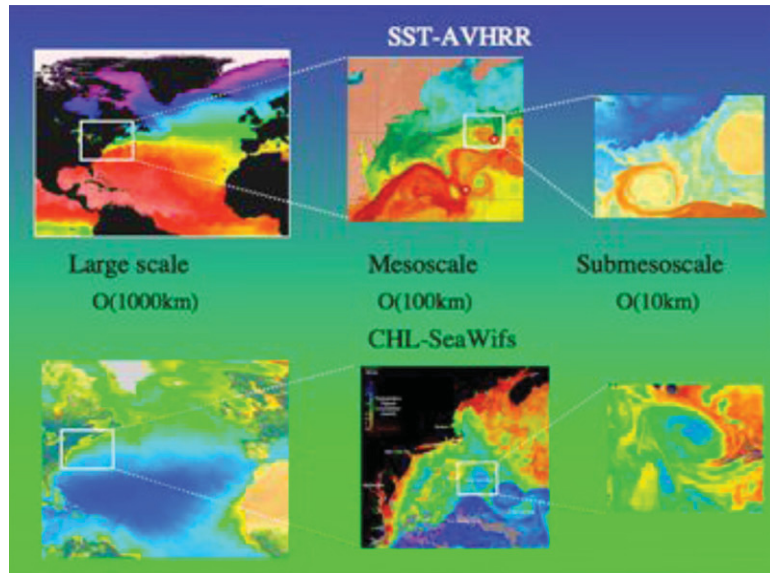 SST-AVHRR
Large scale
Mesoscale
Submesoscale
O(1000km)
O(100km)
O(10km)
CHL-SeaWifs